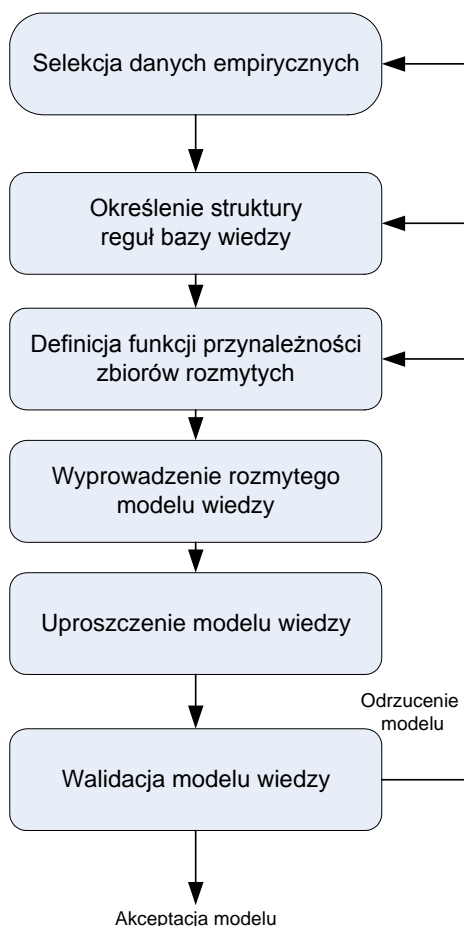 Selekcja danych empirycznych
Określenie struktury
reguł bazy wiedzy
Definicja funkcji przynależności
zbiorów rozmytych
Wyprowadzenie rozmytego
modelu wiedzy
Uproszczenie modelu wiedzy
Odrzucenie
modelu
Walidacja modelu wiedzy
Akceptacja modelu